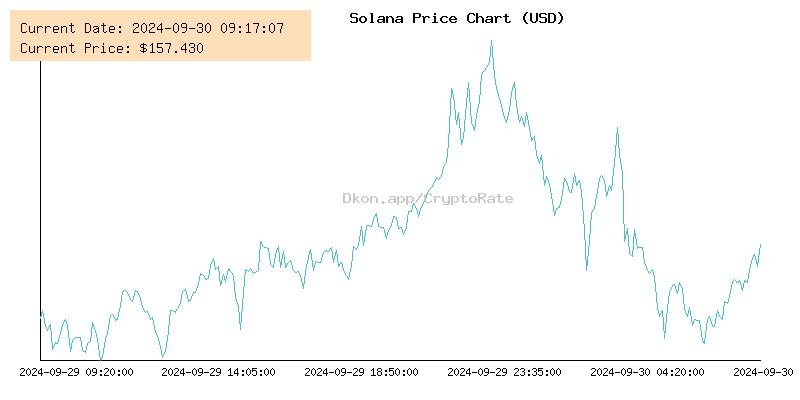 Solana Price Chart (USD)
Current Date: 2024-09-30 09:17:07
Current Price: $157.430
Dkon.app/CryptoRate
2024-09-29 09:20:00
2024-09-29 14:05:00
2024-09-29 18:50:00
2024-09-29 23:35:00
2024-09-30 04:20:00
2024-09-30